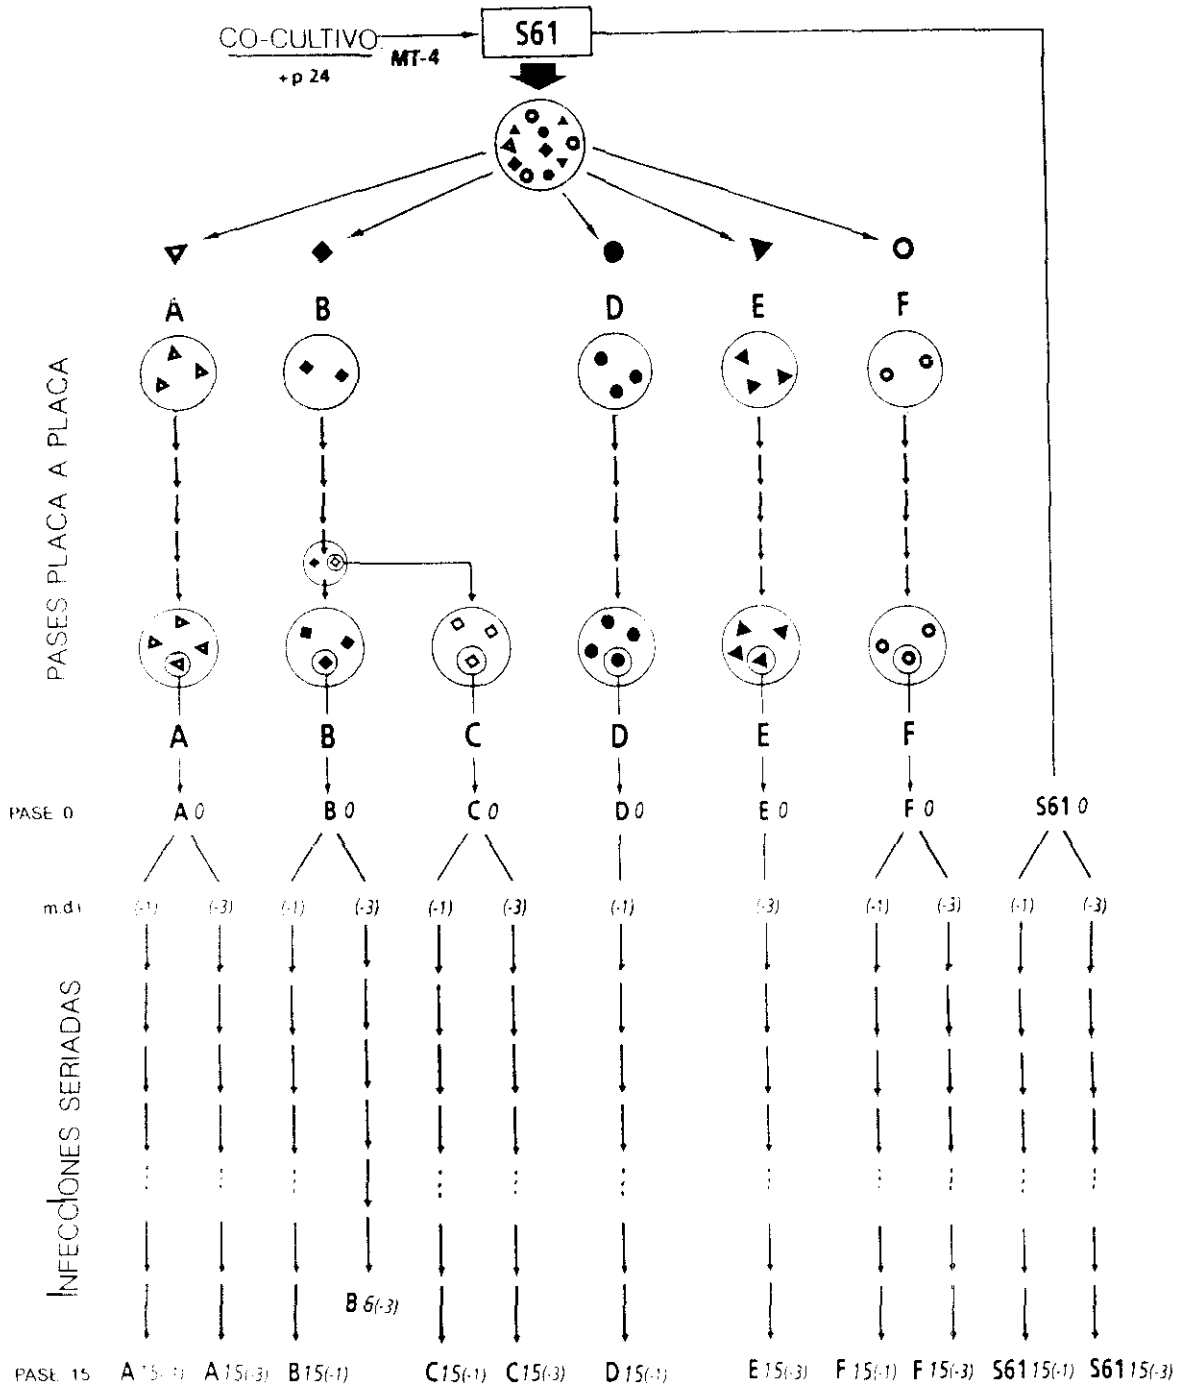 CO-CULTIVO MT-4 S61
+p 24
A B D E F
PASES PLACA A PLACA
A B C D E F
PASE 0 A 0 B 0 C 0 D 0 E 0 F 0 S61 0
m.d.i (-1) (-3) (-1) (-3) (-1) (-3) (-1) (-3) (-1) (-3) (-1) (-3)
INFECCIONES SERIADAS
B 6(-3)
PASE 15 A 15(-1) A 15(-3) B 15(-1) C 15(-1) C 15(-3) D 15(-1) E 15(-3) F 15(-1) F 15(-3) S61 15(-1) S61 15(-3)